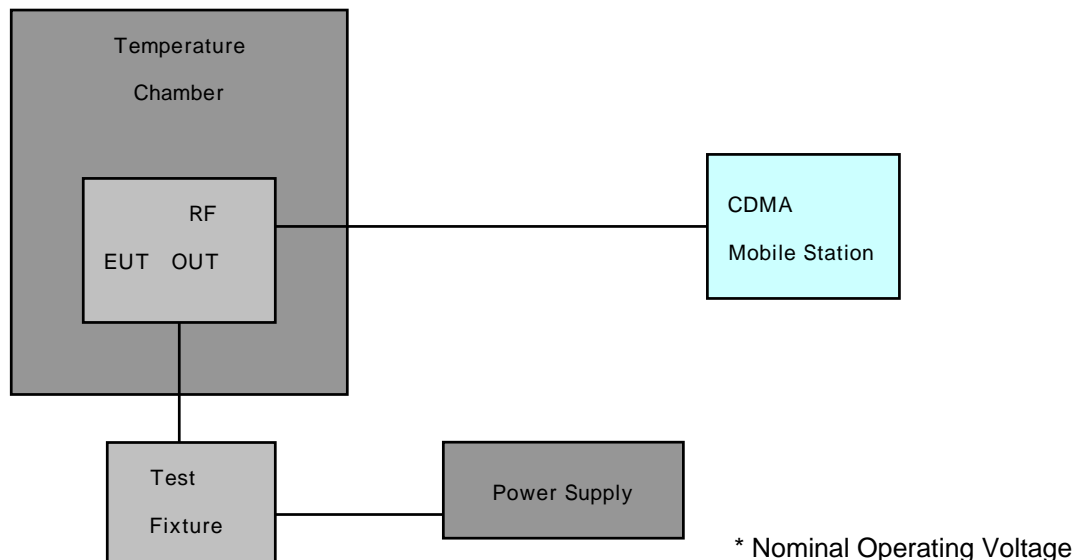 Temperature
Chamber
RF
EUT OUT
CDMA
Mobile Station
Test
Fixture
Power Supply
* Nominal Operating Voltage